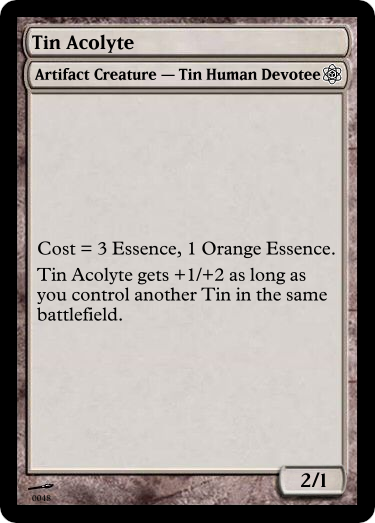 Tin Acolyte
Artifact Creature — Tin Human Devotee
Cost = 3 Essence, 1 Orange Essence.
Tin Acolyte gets +1/+2 as long as
you control another Tin in the same
battlefield.
2/1
0048